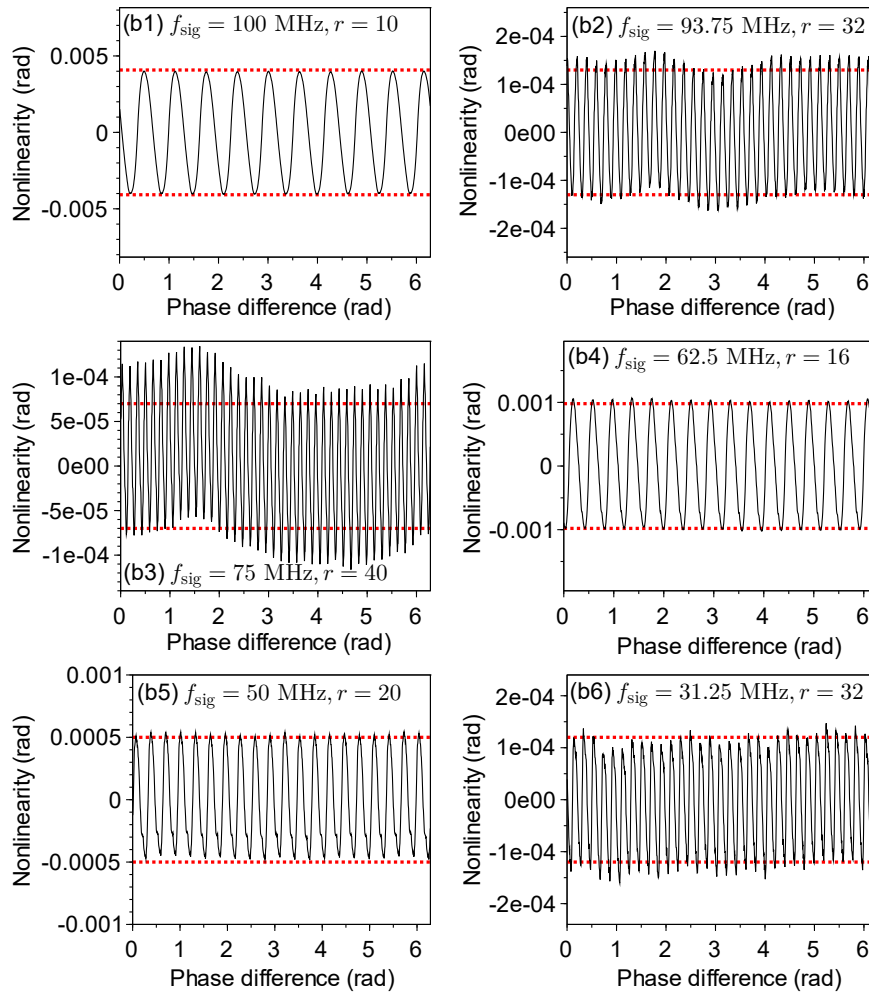 (b1) f_sig = 100 MHz, r = 10
0.005
0
-0.005
Nonlinearity (rad)
0 1 2 3 4 5 6
Phase difference (rad)
(b2) f_sig = 93.75 MHz, r = 32
2e-04
1e-04
0e00
-1e-04
-2e-04
Nonlinearity (rad)
0 1 2 3 4 5 6
Phase difference (rad)
1e-04
5e-05
0e00
-5e-05
-1e-04
Nonlinearity (rad)
(b3) f_sig = 75 MHz, r = 40
0 1 2 3 4 5 6
Phase difference (rad)
(b4) f_sig = 62.5 MHz, r = 16
0.001
0
-0.001
Nonlinearity (rad)
0 1 2 3 4 5 6
Phase difference (rad)
(b5) f_sig = 50 MHz, r = 20
0.001
0.0005
0
-0.0005
-0.001
Nonlinearity (rad)
0 1 2 3 4 5 6
Phase difference (rad)
(b6) f_sig = 31.25 MHz, r = 32
2e-04
1e-04
0e00
-1e-04
-2e-04
Nonlinearity (rad)
0 1 2 3 4 5 6
Phase difference (rad)